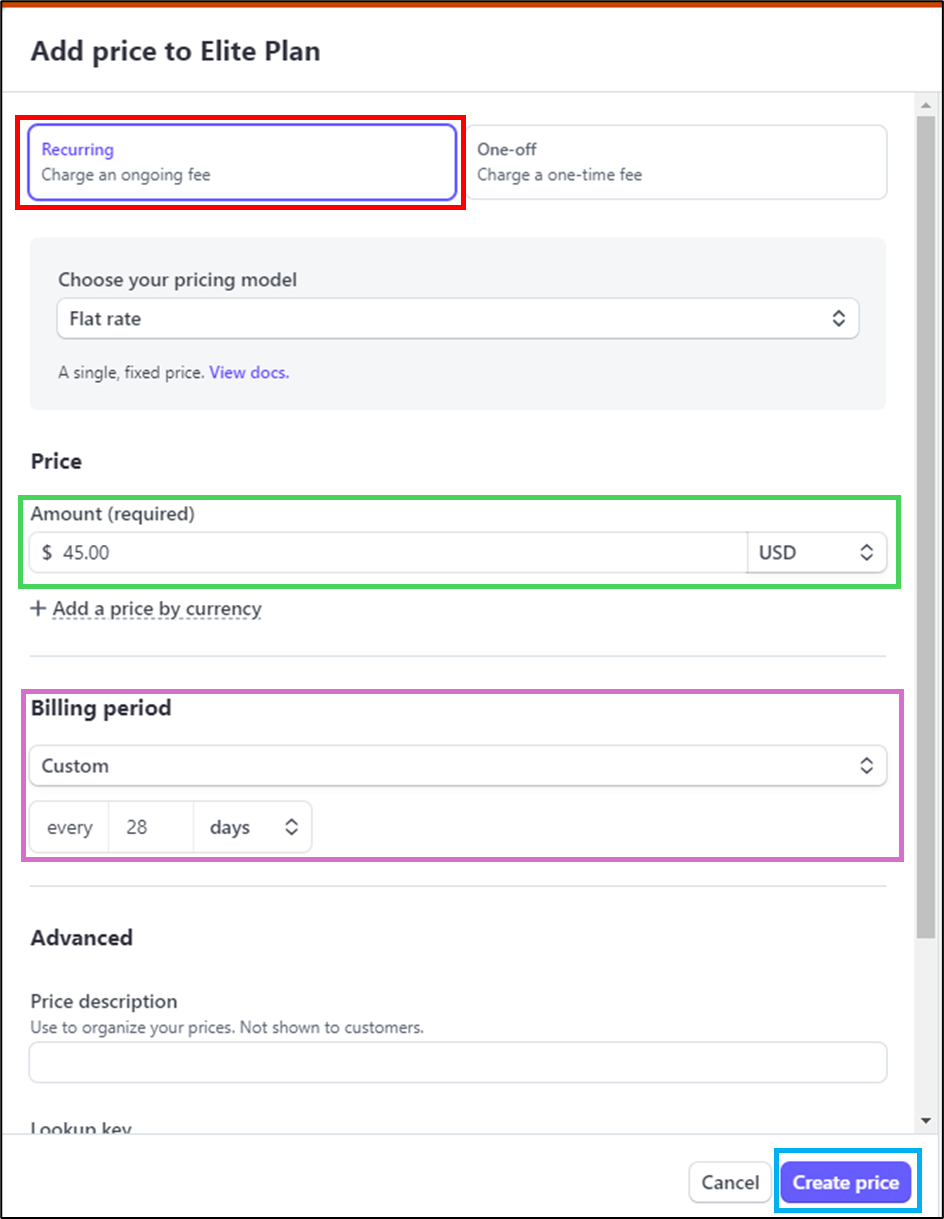 Add price to Elite Plan
Recurring
Charge an ongoing fee
One-off
Charge a one-time fee
Choose your pricing model
Flat rate
A single, fixed price. View docs.
Price
Amount (required)
$ 45.00 USD
+ Add a price by currency
Billing period
Custom
every 28 days
Advanced
Price description
Use to organize your prices. Not shown to customers.
Lookup key
Cancel Create price